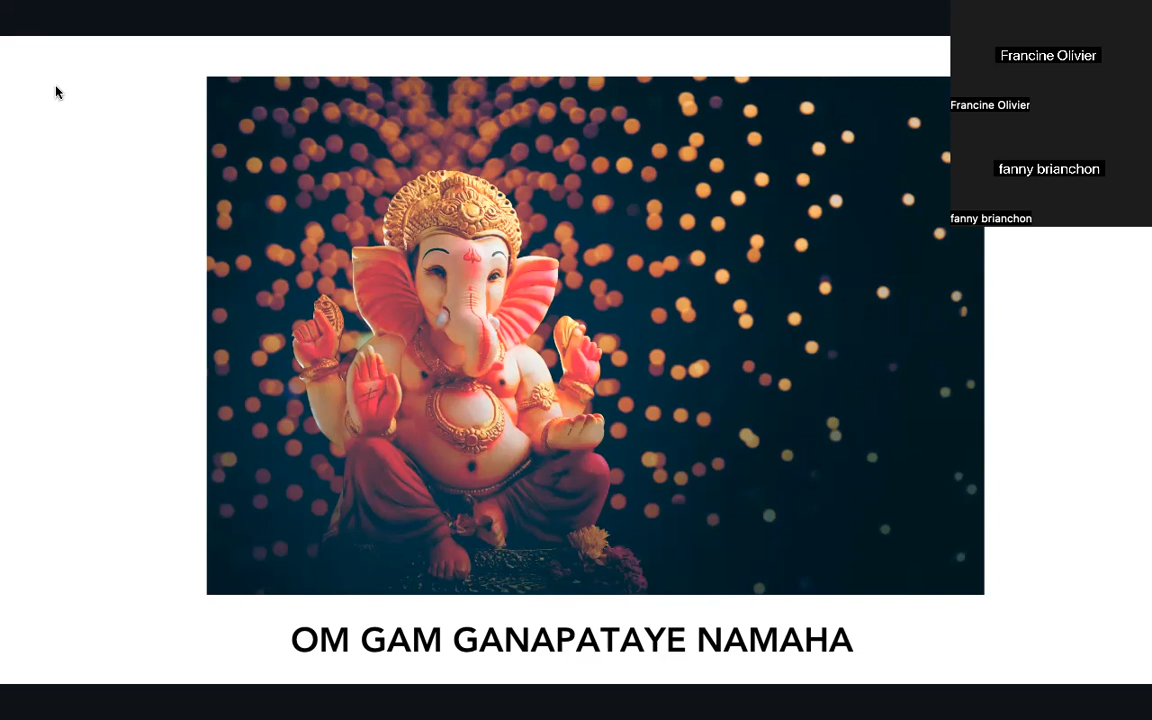 Francine Olivier
Francine Olivier
fanny brianchon
fanny brianchon
OM GAM GANAPATAYE NAMAHA